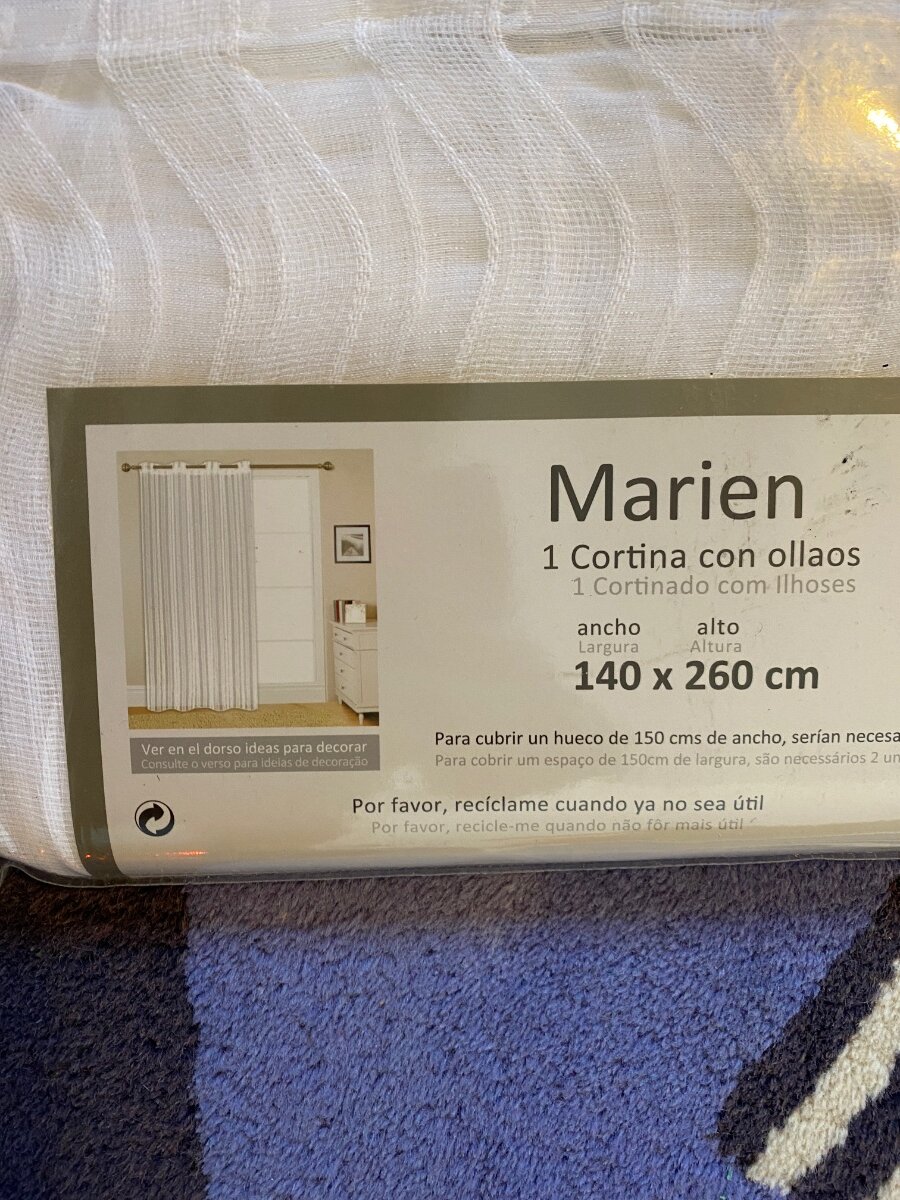 Marien
1 Cortina con ollaos
1 Cortinado com Ilhoses
ancho alto
Largura Altura
140 x 260 cm
Ver en el dorso ideas para decorar
Consulte o verso para Ideias de decoração
Para cubrir un hueco de 150 cms de ancho, serían necesa
Para cobrir um espaço de 150cm de largura, são necessários 2 un
Por favor, recíclame cuando ya no sea útil
Por favor, recicle-me quando não fôr mais útil